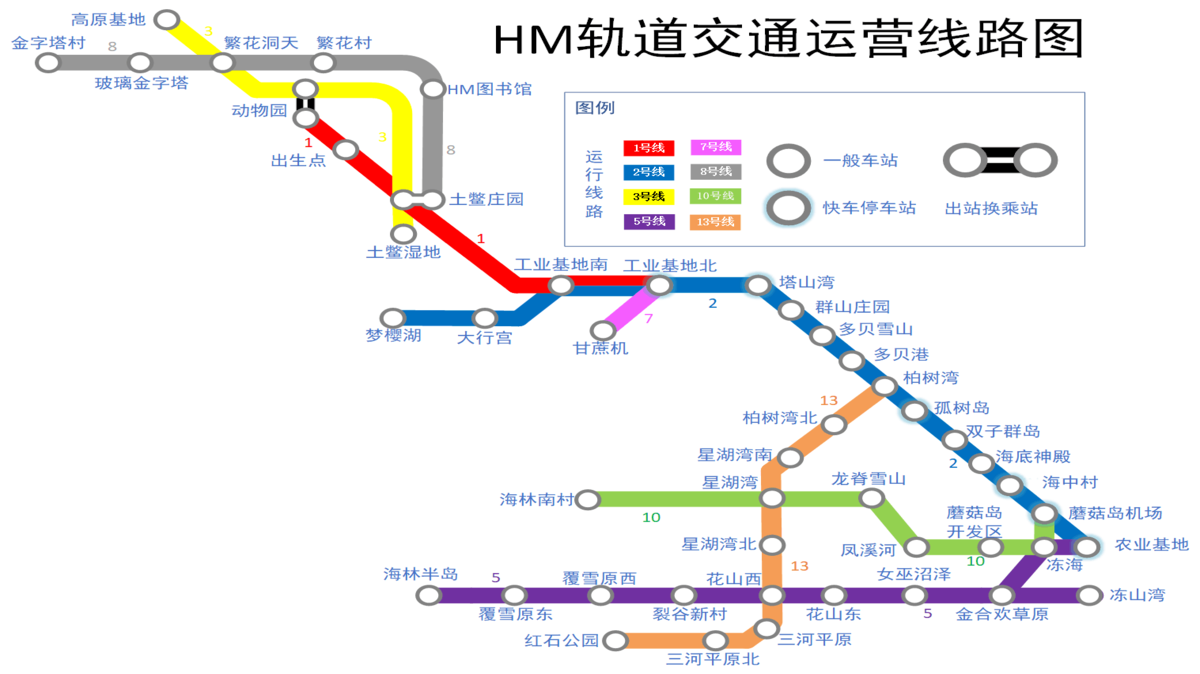 HM轨道交通运营线路图
高原基地
金字塔村
8
3
繁花洞天
繁花村
玻璃金字塔
HM图书馆
动物园
3
1
出生点
8
土鳖庄园
1
土鳖湿地
图例
运行线路
1号线
7号线
2号线
8号线
3号线
10号线
5号线
13号线
一般车站
快车停车站
出站换乘站
工业基地南
工业基地北
塔山湾
2
7
群山庄园
梦樱湖
大行宫
甘蔗机
多贝雪山
多贝港
柏树湾
13
柏树湾北
孤树岛
双子群岛
2
海底神殿
星湖湾南
星湖湾
龙脊雪山
海中村
海林南村
10
蘑菇岛
开发区
蘑菇岛机场
星湖湾北
凤溪河
10
冻海
农业基地
13
海林半岛
5
覆雪原西
花山西
女巫沼泽
覆雪原东
裂谷新村
花山东
5
金合欢草原
冻山湾
红石公园
三河平原
三河平原北